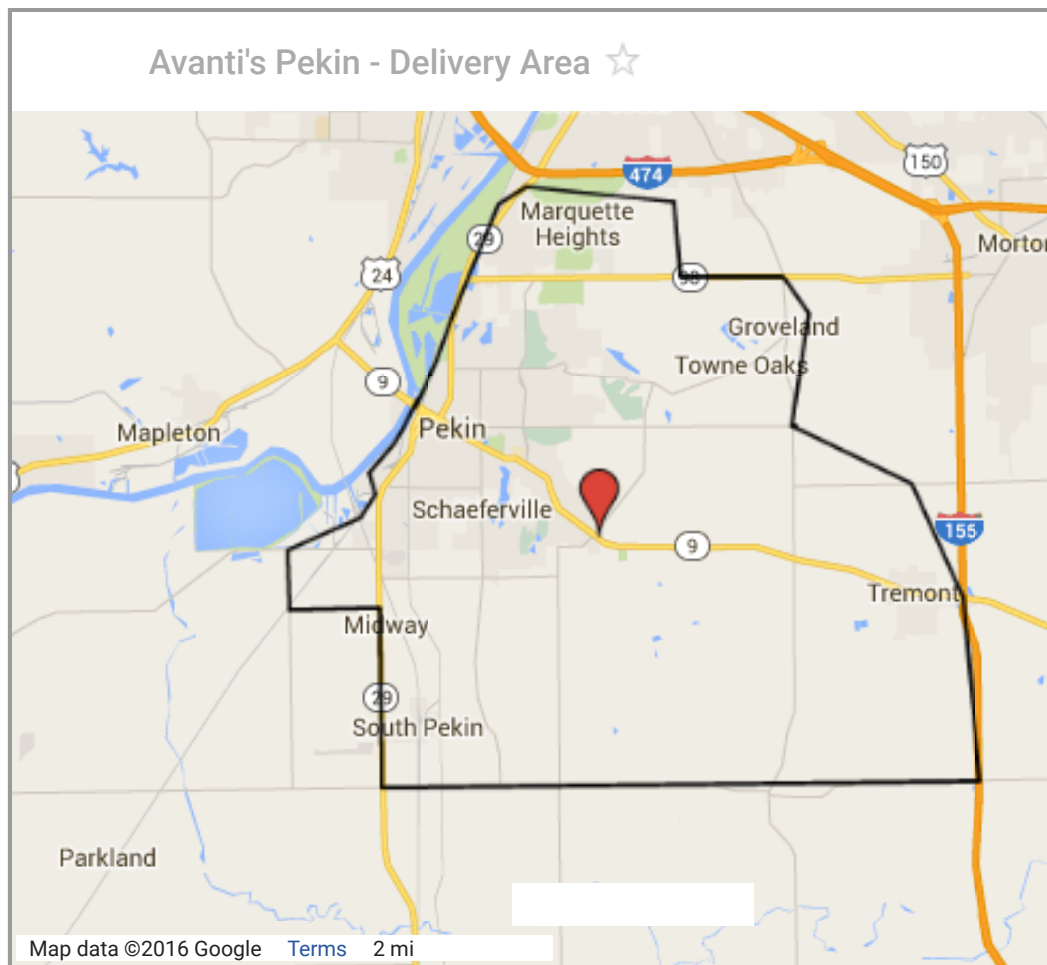 Avanti's Pekin - Delivery Area
474
150
Marquette
Heights
29
Morton
24
98
Groveland
Towne Oaks
9
Mapleton
Pekin
Schaeferville
155
9
Tremont
Midway
29
South Pekin
Parkland
Map data ©2016 Google Terms 2 mi